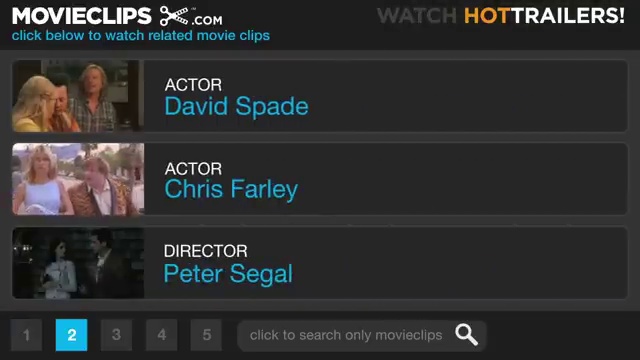 MOVIECLIPS .COM
WATCH HOTTRAILERS!
click below to watch related movie clips
ACTOR
David Spade
ACTOR
Chris Farley
DIRECTOR
Peter Segal
1 2 3 4 5 click to search only movieclips